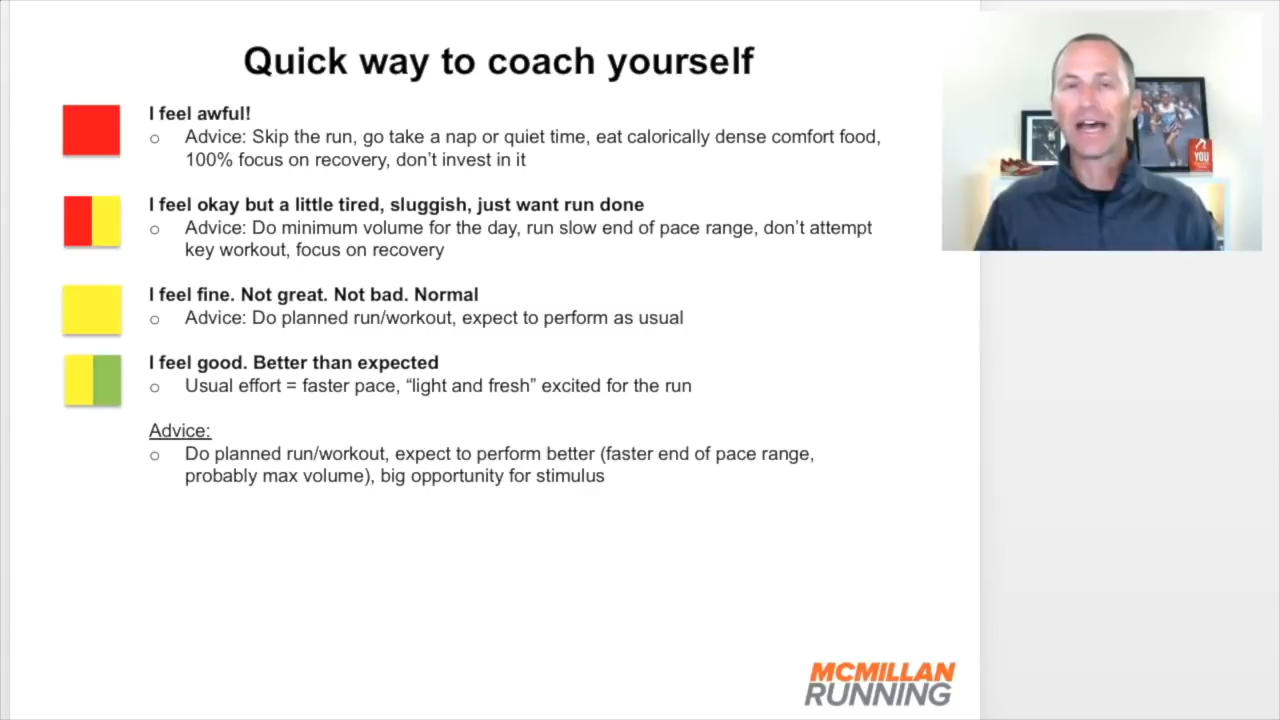 Quick way to coach yourself
I feel awful!
o Advice: Skip the run, go take a nap or quiet time, eat calorically dense comfort food,
100% focus on recovery, don’t invest in it
I feel okay but a little tired, sluggish, just want run done
o Advice: Do minimum volume for the day, run slow end of pace range, don’t attempt
key workout, focus on recovery
I feel fine. Not great. Not bad. Normal
o Advice: Do planned run/workout, expect to perform as usual
I feel good. Better than expected
o Usual effort = faster pace, “light and fresh” excited for the run
Advice:
o Do planned run/workout, expect to perform better (faster end of pace range,
probably max volume), big opportunity for stimulus
YOU
MCMILLAN
RUNNING